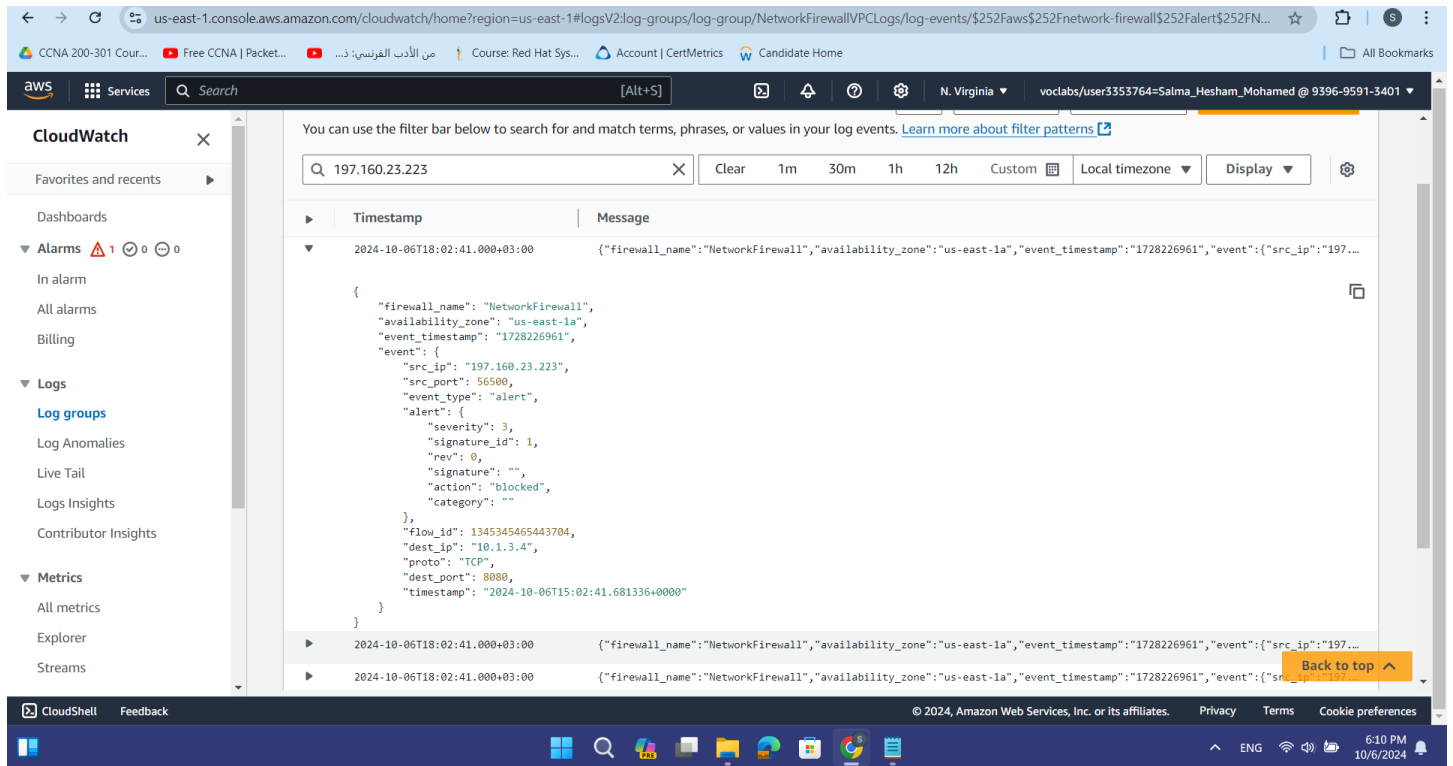 us-east-1.console.aws.amazon.com/cloudwatch/home?region=us-east-1#logsV2:log-groups/log-group/NetworkFirewallVPCLogs/log-events/$252Faws$252Fnetwork-firewall$252Falert$252FN...
S
CCNA 200-301 Cour...
Free CCNA | Packet...
من الأدب الفرنسي: ذ...
Course: Red Hat Sys...
Account | CertMetrics
Candidate Home
All Bookmarks
aws
Services
Search
[Alt+S]
N. Virginia
voclabs/user3353764=Salma_Hesham_Mohamed @ 9396-9591-3401
CloudWatch
Favorites and recents
Dashboards
Alarms 1 0 0
In alarm
All alarms
Billing
Logs
Log groups
Log Anomalies
Live Tail
Logs Insights
Contributor Insights
Metrics
All metrics
Explorer
Streams
You can use the filter bar below to search for and match terms, phrases, or values in your log events. Learn more about filter patterns
197.160.23.223
Clear
1m
30m
1h
12h
Custom
Local timezone
Display
Timestamp
Message
2024-10-06T18:02:41.000+03:00 {"firewall_name":"NetworkFirewall","availability_zone":"us-east-1a","event_timestamp":"1728226961","event":{"src_ip":"197....
{
"firewall_name": "NetworkFirewall",
"availability_zone": "us-east-1a",
"event_timestamp": "1728226961",
"event": {
"src_ip": "197.160.23.223",
"src_port": 56500,
"event_type": "alert",
"alert": {
"severity": 3,
"signature_id": 1,
"rev": 0,
"signature": "",
"action": "blocked",
"category": ""
},
"flow_id": 1345345465443704,
"dest_ip": "10.1.3.4",
"proto": "TCP",
"dest_port": 8080,
"timestamp": "2024-10-06T15:02:41.681336+0000"
}
}
2024-10-06T18:02:41.000+03:00 {"firewall_name":"NetworkFirewall","availability_zone":"us-east-1a","event_timestamp":"1728226961","event":{"src_ip":"197....
2024-10-06T18:02:41.000+03:00 {"firewall_name":"NetworkFirewall","availability_zone":"us-east-1a","event_timestamp":"1728226961","event":{"src_ip":"197....
Back to top
CloudShell
Feedback
© 2024, Amazon Web Services, Inc. or its affiliates.
Privacy
Terms
Cookie preferences
PRE
S
ENG
6:10 PM
10/6/2024